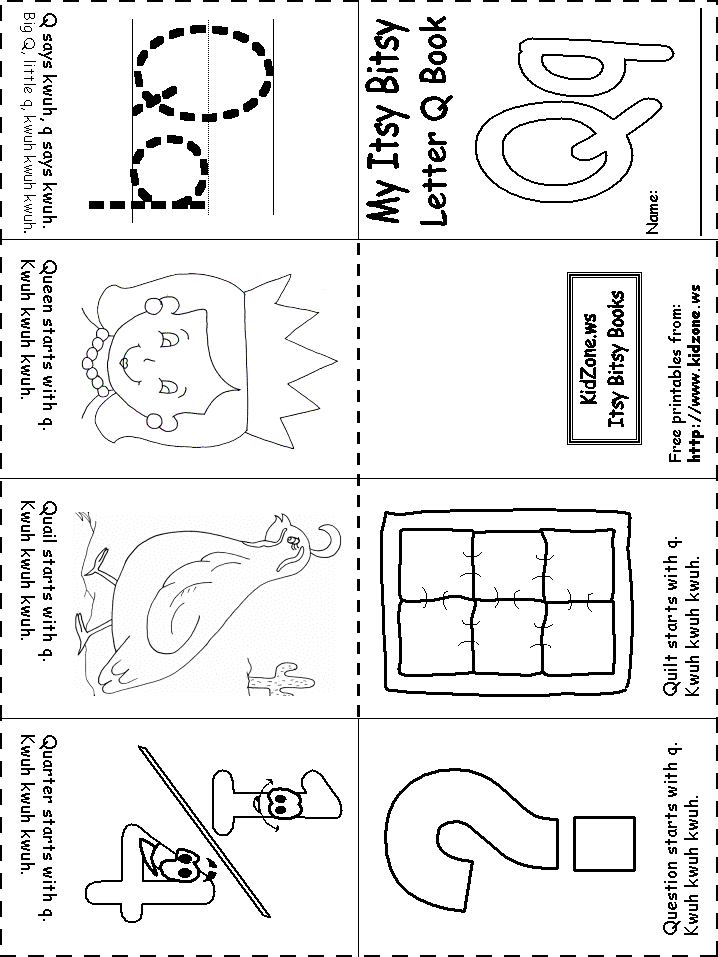 My Itsy Bitsy
Letter Q Book
Qq
Name:
Qq
Q says kwuh, q says kwuh.
Big Q, little q, kwuh kwuh kwuh.
Queen starts with q.
Kwuh kwuh kwuh.
Quail starts with q.
Kwuh kwuh kwuh.
1
4
Quarter starts with q.
Kwuh kwuh kwuh.
?
Question starts with q.
Kwuh kwuh kwuh.
Quilt starts with q.
Kwuh kwuh kwuh.
KidZone.ws
Itsy Bitsy Books
Free printables from:
http://www.kidzone.ws